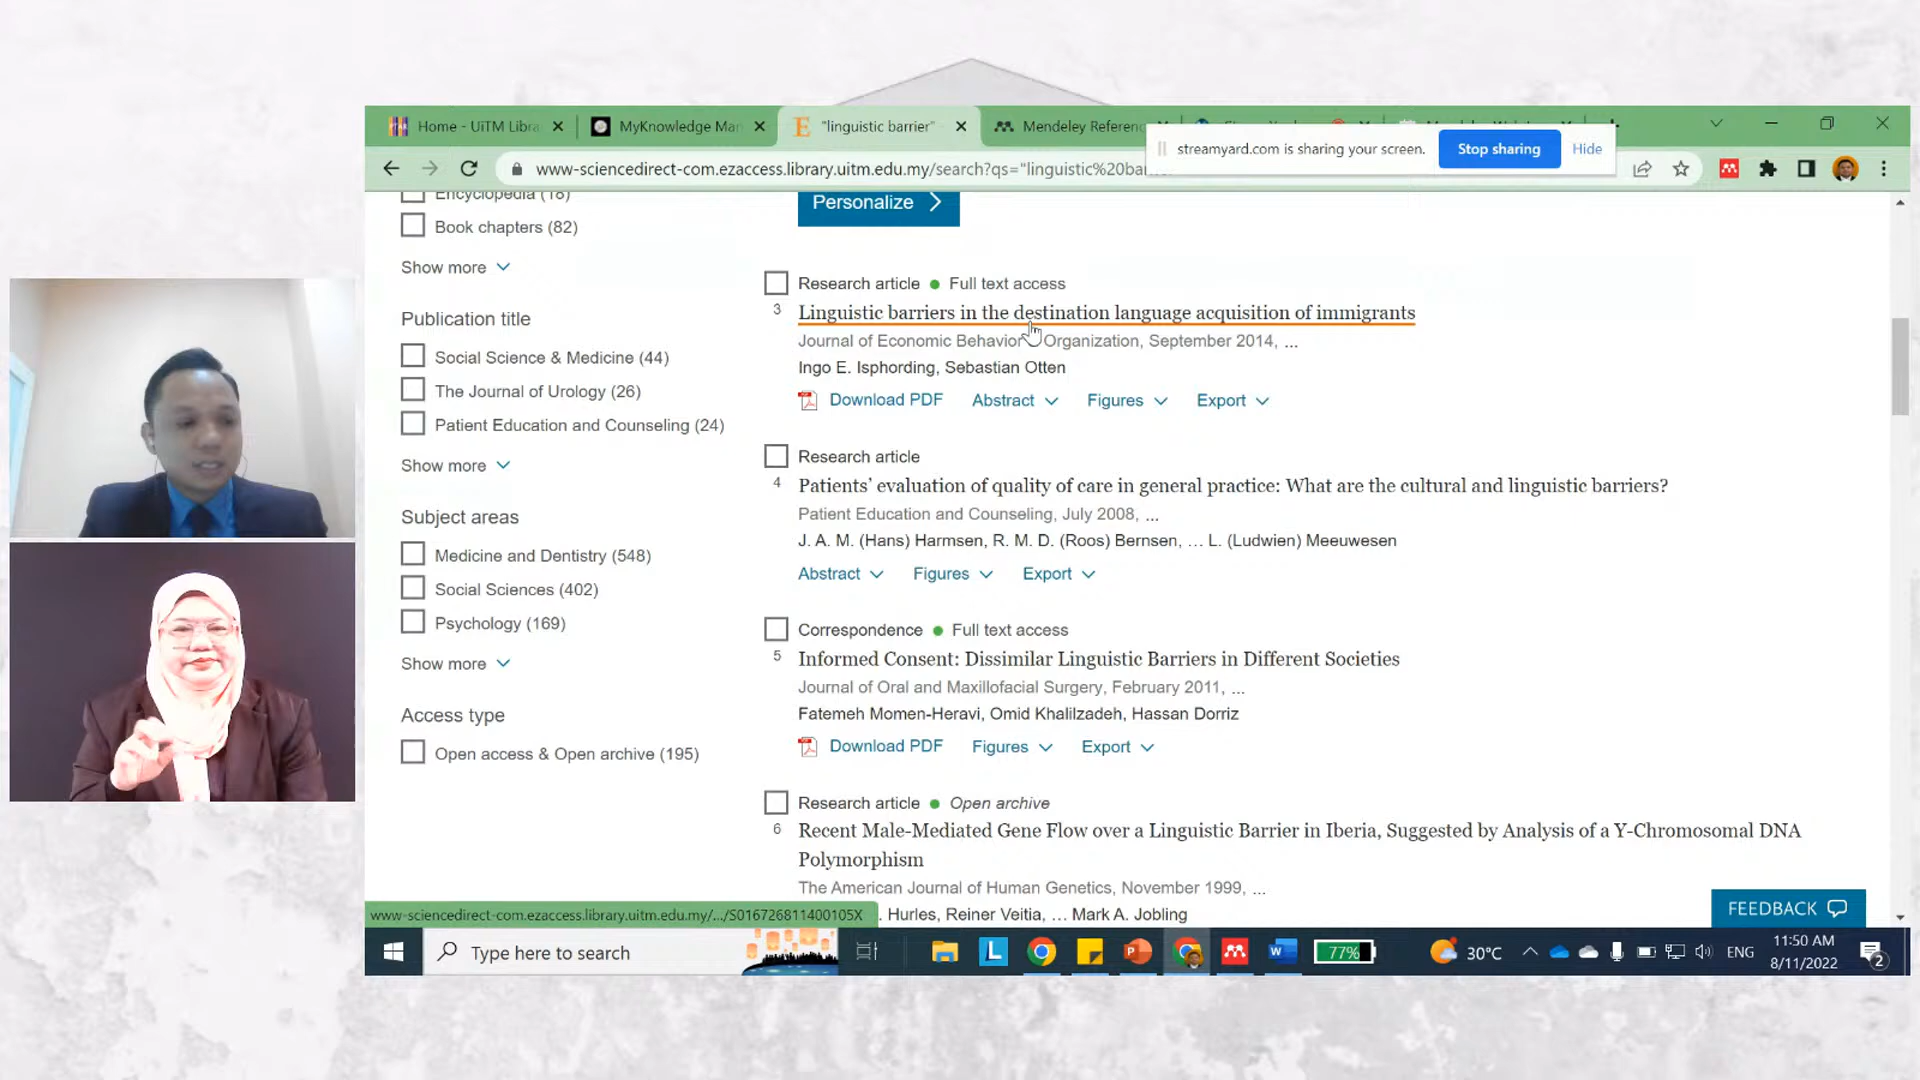 Home - UiTM Libra
MyKnowledge Mar
"linguistic barrier"
Mendeley Referenc
streamyard.com is sharing your screen.
Stop sharing
Hide
www-sciencedirect-com.ezaccess.library.uitm.edu.my/search?qs="linguistic%20bar
Encyclopedia (18)
Book chapters (82)
Show more
Publication title
Social Science & Medicine (44)
The Journal of Urology (26)
Patient Education and Counseling (24)
Show more
Subject areas
Medicine and Dentistry (548)
Social Sciences (402)
Psychology (169)
Show more
Access type
Open access & Open archive (195)
Personalize
Research article Full text access
3
Linguistic barriers in the destination language acquisition of immigrants
Journal of Economic Behavior Organization, September 2014, ...
Ingo E. Isphording, Sebastian Otten
Download PDF Abstract Figures Export
Research article
4
Patients’ evaluation of quality of care in general practice: What are the cultural and linguistic barriers?
Patient Education and Counseling, July 2008, ...
J. A. M. (Hans) Harmsen, R. M. D. (Roos) Bernsen, … L. (Ludwien) Meeuwesen
Abstract Figures Export
Correspondence Full text access
5
Informed Consent: Dissimilar Linguistic Barriers in Different Societies
Journal of Oral and Maxillofacial Surgery, February 2011, ...
Fatemeh Momen-Heravi, Omid Khalilzadeh, Hassan Dorriz
Download PDF Figures Export
Research article Open archive
6
Recent Male-Mediated Gene Flow over a Linguistic Barrier in Iberia, Suggested by Analysis of a Y-Chromosomal DNA
Polymorphism
The American Journal of Human Genetics, November 1999, ...
. Hurles, Reiner Veitia, … Mark A. Jobling
FEEDBACK
www-sciencedirect-com.ezaccess.library.uitm.edu.my/.../S016726811400105X
Type here to search
L
77%
30°C
ENG
11:50 AM
8/11/2022
2